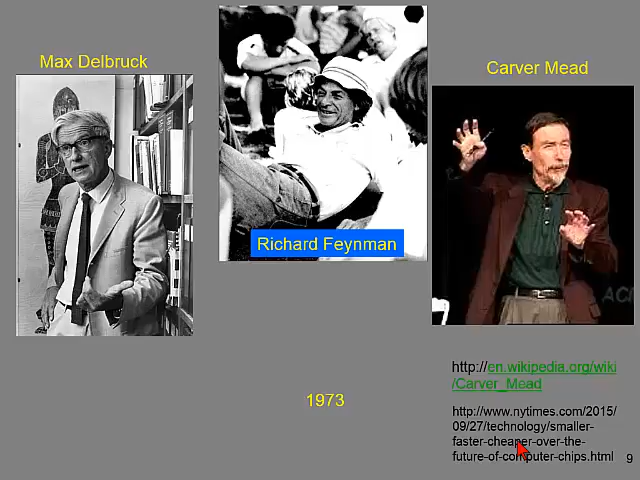 Max Delbruck
Richard Feynman
Carver Mead
1973
http://en.wikipedia.org/wiki
/Carver_Mead
http://www.nytimes.com/2015/
09/27/technology/smaller-
faster-cheaper-over-the-
future-of-computer-chips.html
9